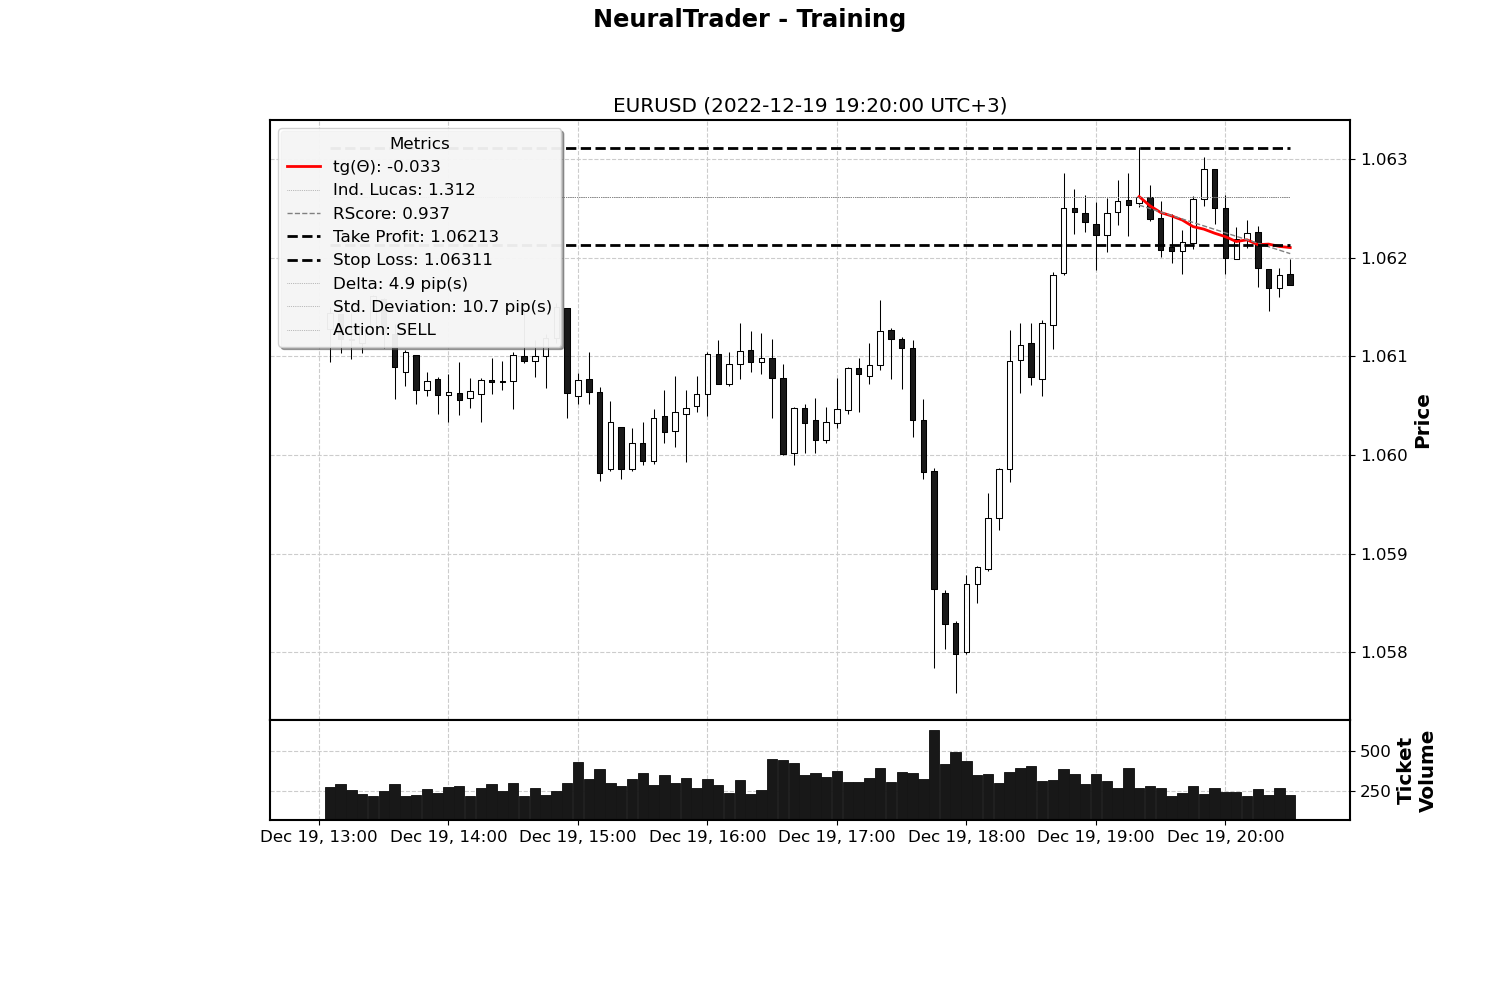 NeuralTrader - Training
EURUSD (2022-12-19 19:20:00 UTC+3)
Metrics
tg(Θ): -0.033
Ind. Lucas: 1.312
RScore: 0.937
Take Profit: 1.06213
Stop Loss: 1.06311
Delta: 4.9 pip(s)
Std. Deviation: 10.7 pip(s)
Action: SELL
1.063
1.062
1.061
1.060
1.059
1.058
Price
500
250
Ticket
Volume
Dec 19, 13:00 Dec 19, 14:00 Dec 19, 15:00 Dec 19, 16:00 Dec 19, 17:00 Dec 19, 18:00 Dec 19, 19:00 Dec 19, 20:00